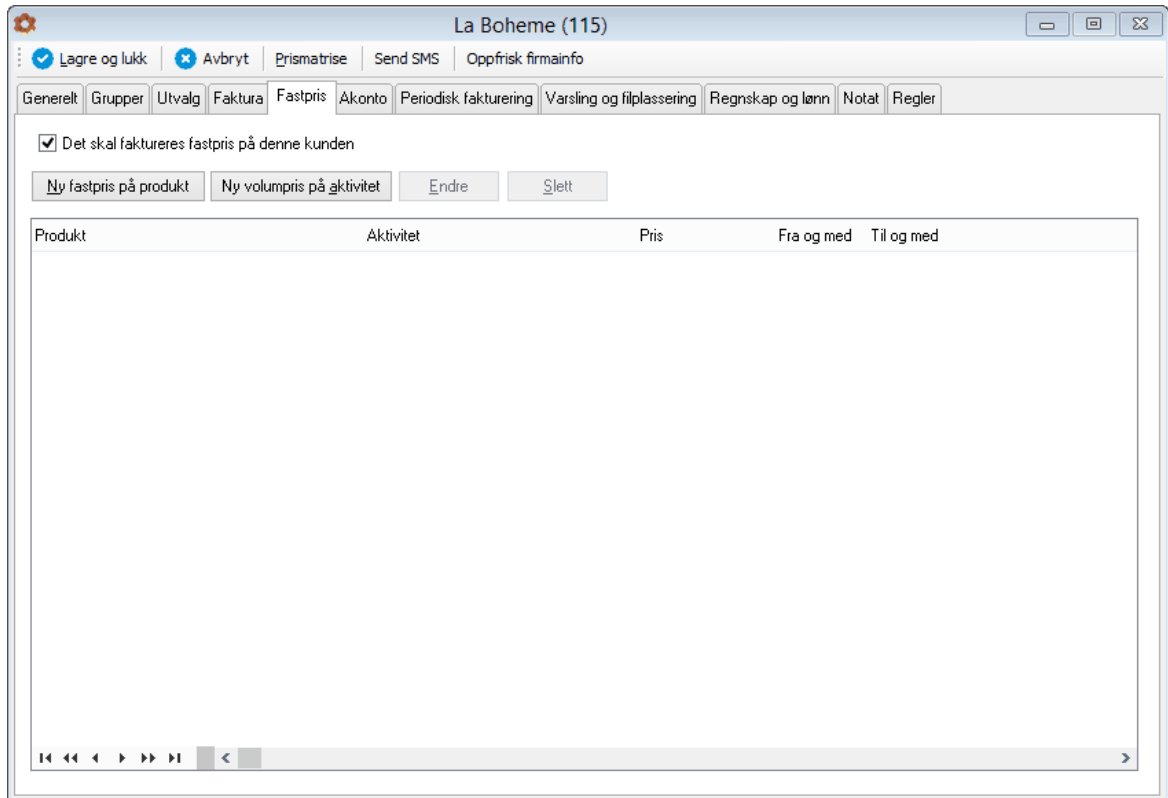 La Boheme (115)
Lagre og lukk Avbryt Prismatrise Send SMS Oppfrisk firmainfo
Generelt Grupper Utvalg Faktura Fastpris Akonto Periodisk fakturering Varsling og filplassering Regnskap og lønn Notat Regler
Det skal faktureres fastpris på denne kunden
Ny fastpris på produkt Ny volumpris på aktivitet Endre Slett
Produkt Aktivitet Pris Fra og med Til og med